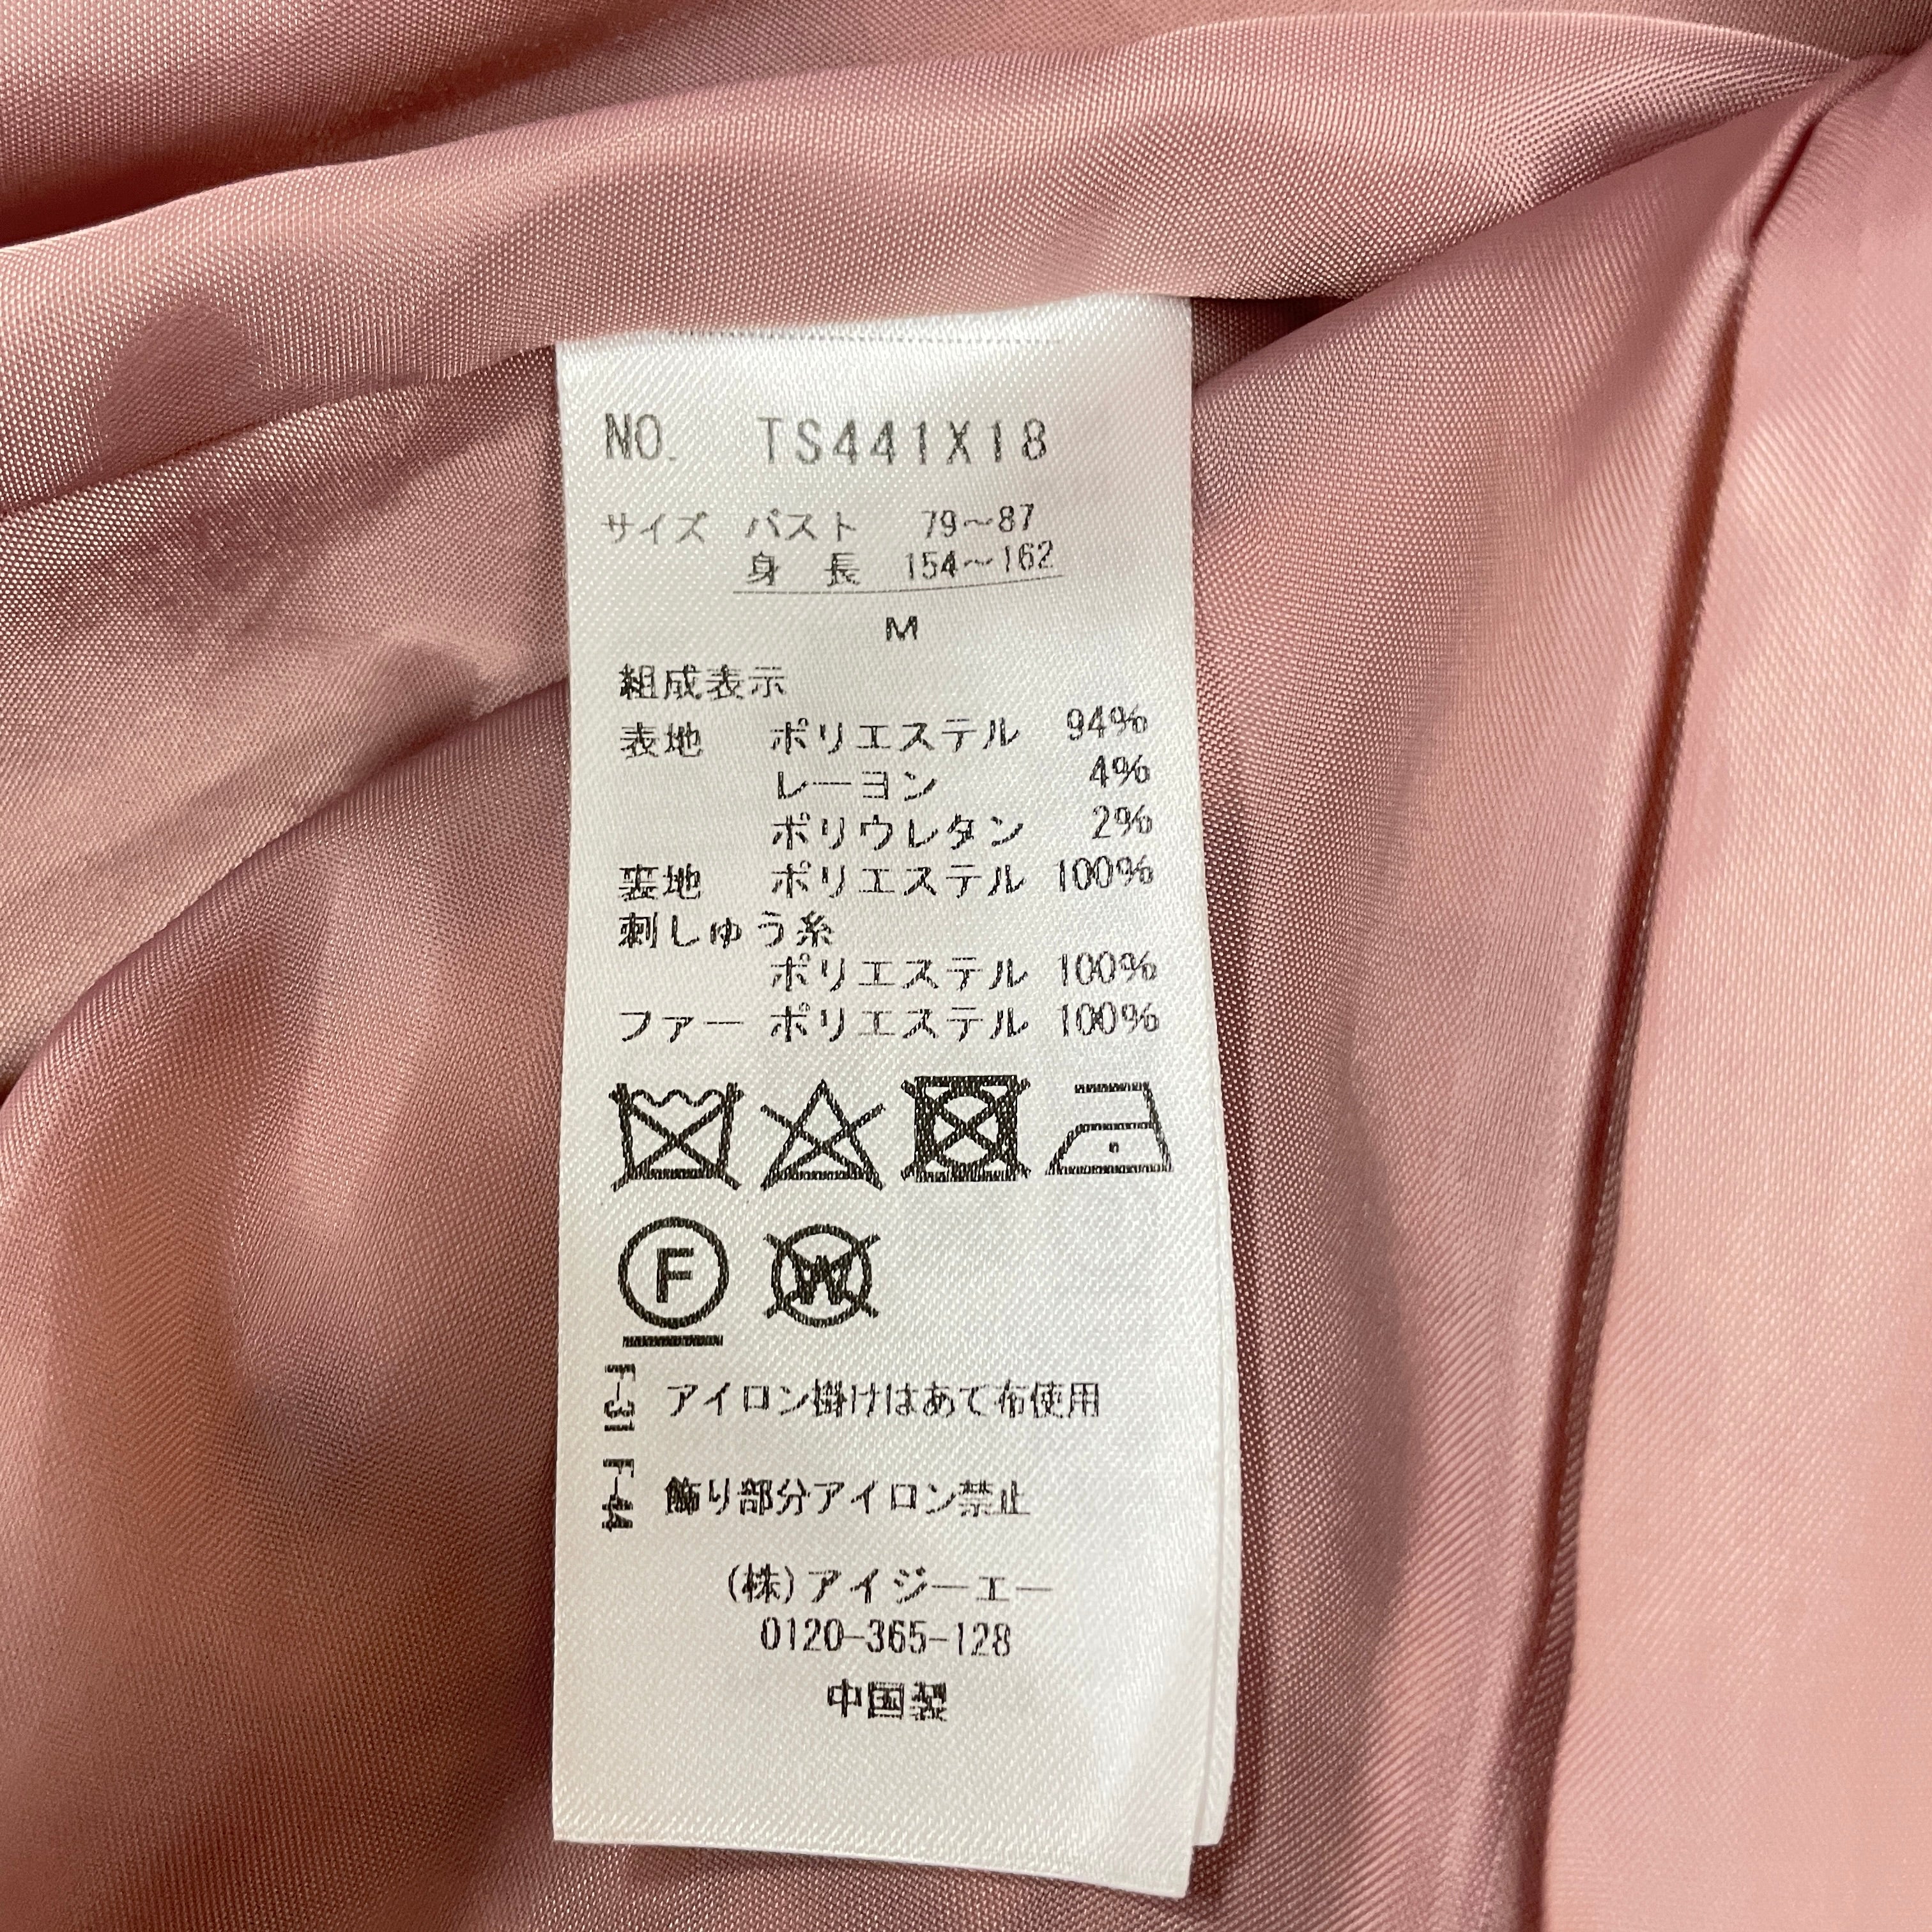 NO. TS441X18
サイズ バスト 79～87
身 長 154～162
M
組成表示
表地 ポリエステル 94%
レーヨン 4%
ポリウレタン 2%
裏地 ポリエステル 100%
刺しゅう糸
ポリエステル 100%
ファー ポリエステル 100%
F
W
F-31 アイロン掛けはあて布使用
F-44 飾り部分アイロン禁止
(株)アイジーエー
0120-365-128
中国製